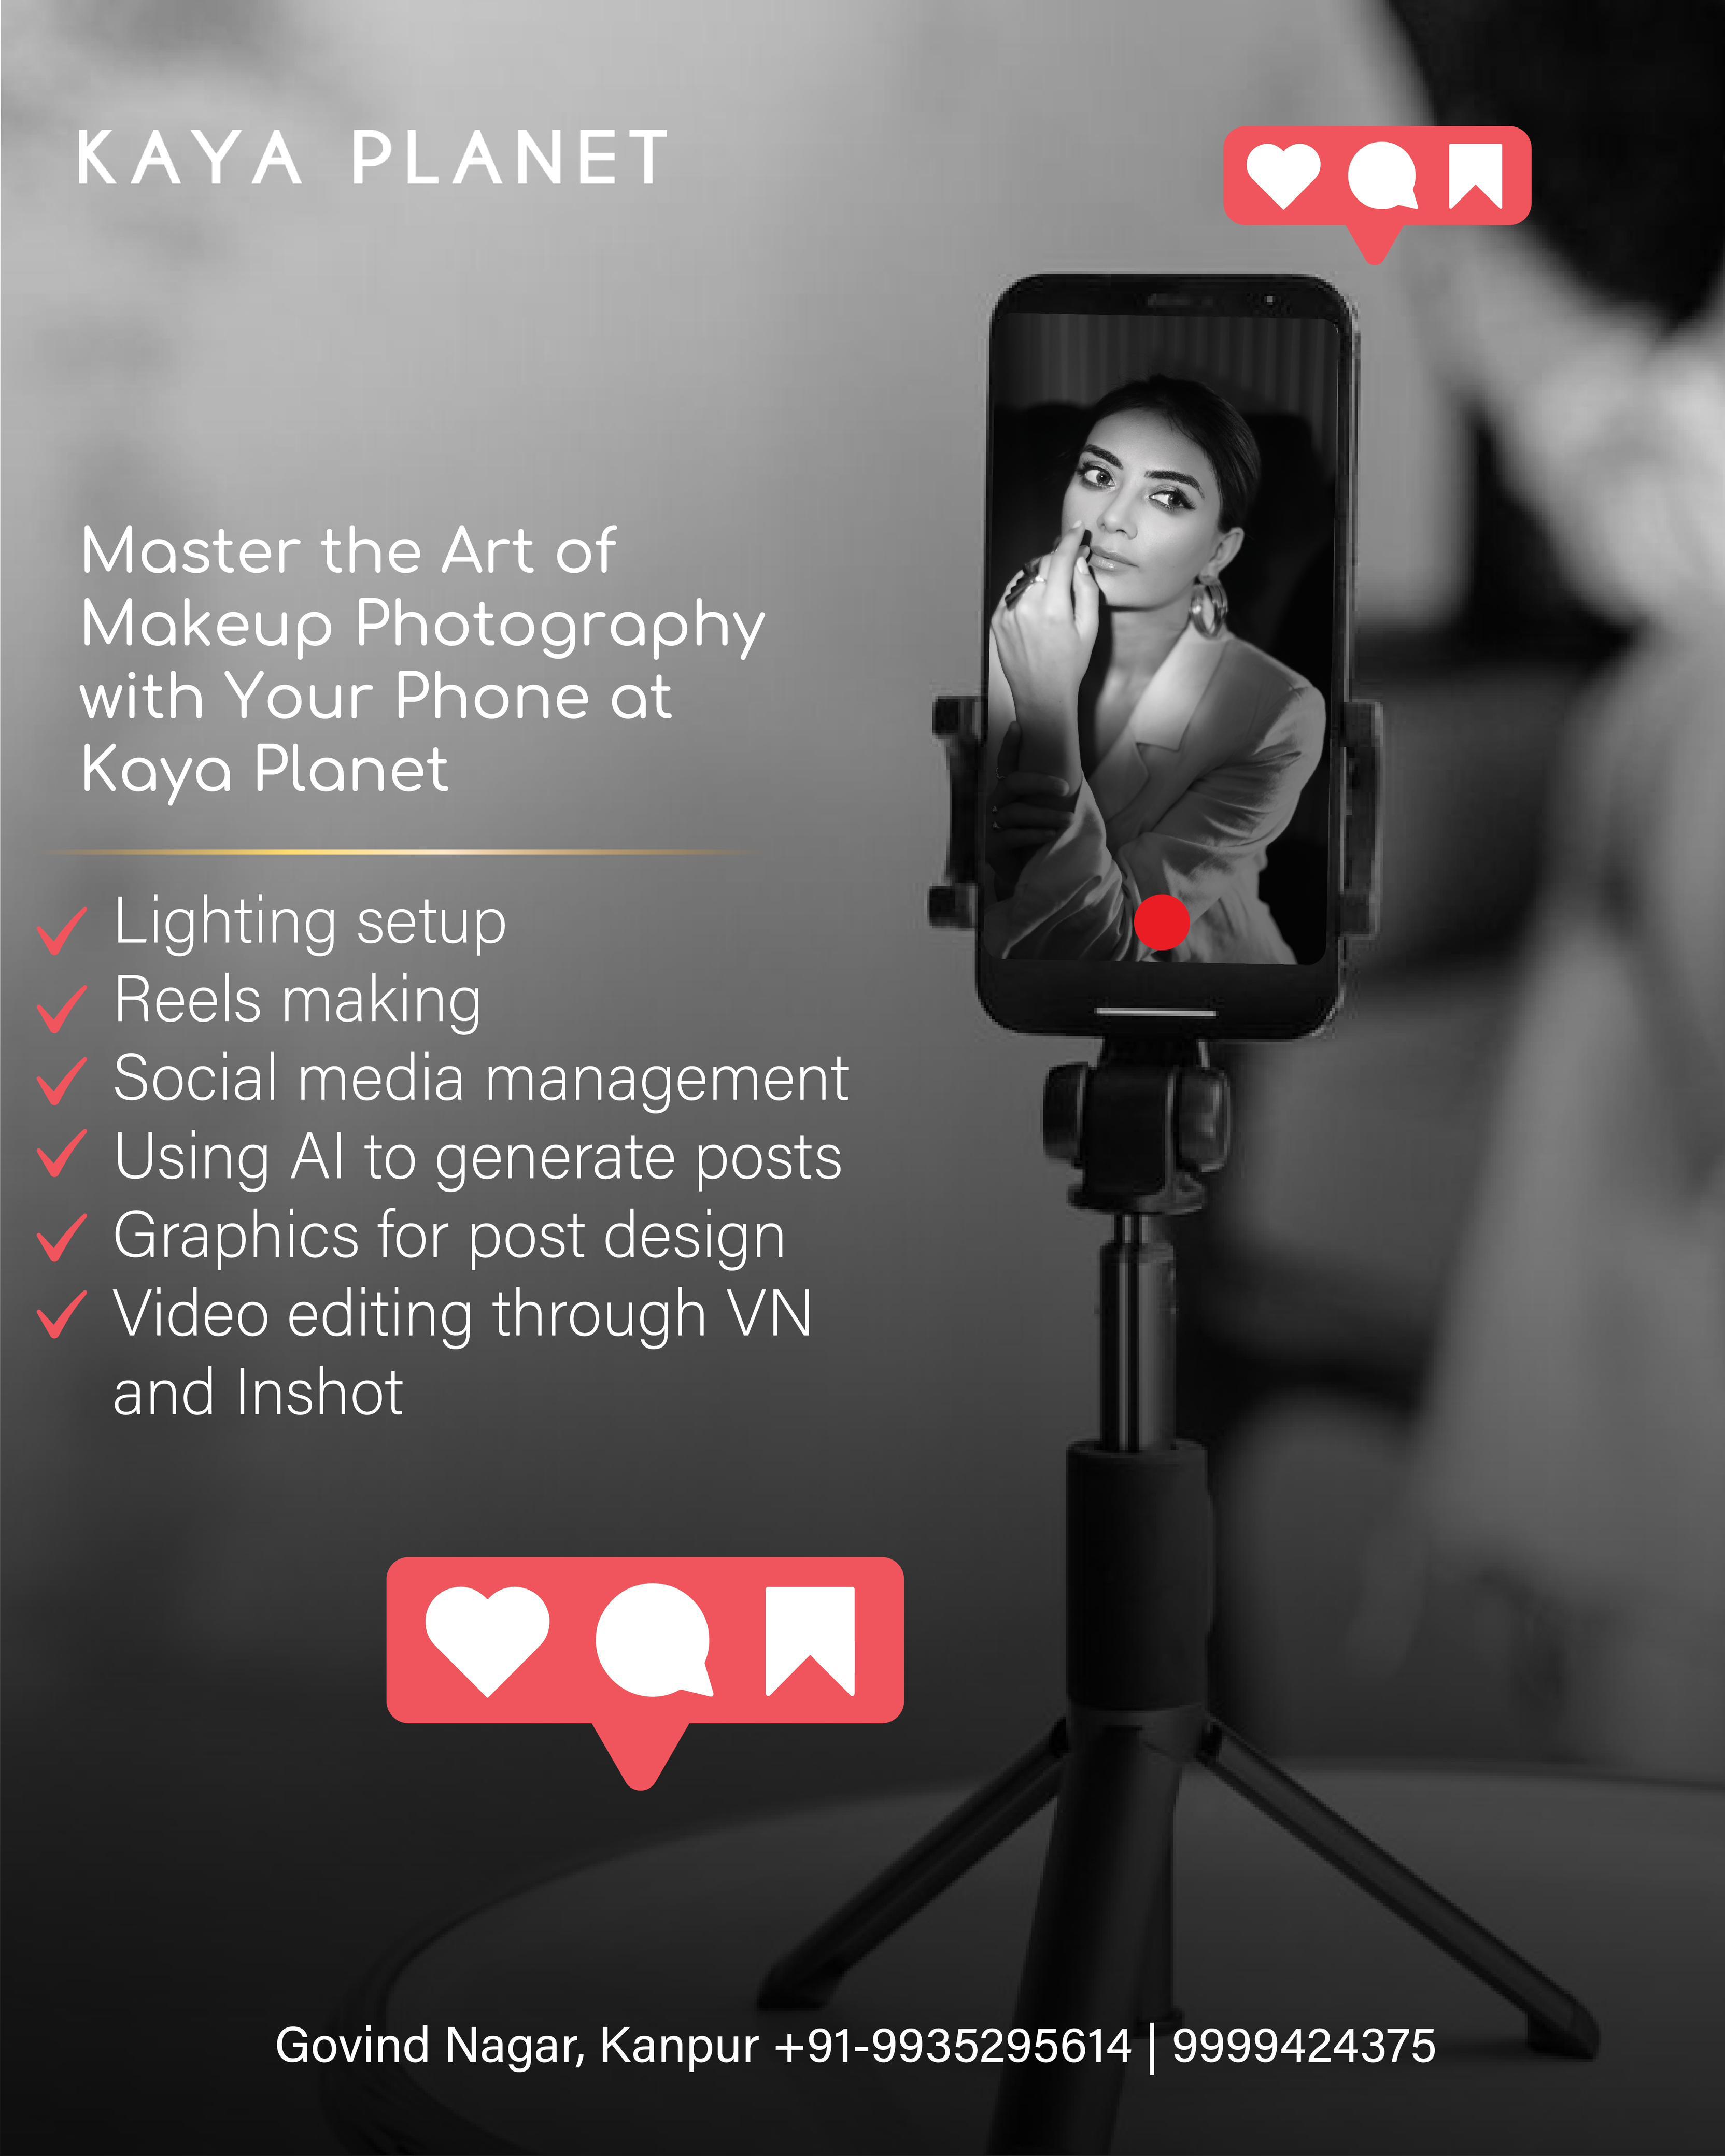 KAYA PLANET
Master the Art of
Makeup Photography
with Your Phone at
Kaya Planet
Lighting setup
Reels making
Social media management
Using AI to generate posts
Graphics for post design
Video editing through VN
and Inshot
Govind Nagar, Kanpur +91-9935295614 | 9999424375